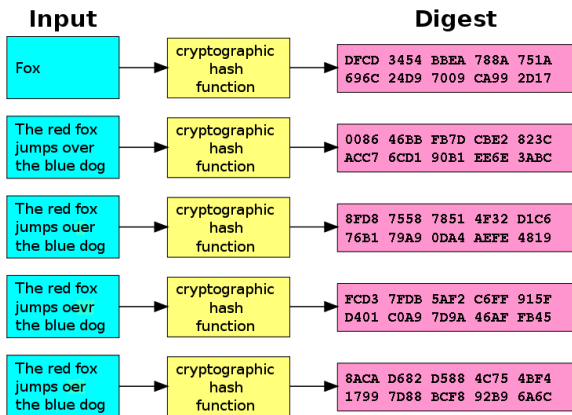 Input
Digest
Fox
cryptographic
hash
function
DFCD 3454 BBEA 788A 751A
696C 24D9 7009 CA99 2D17
The red fox
jumps over
the blue dog
cryptographic
hash
function
0086 46BB FB7D CBE2 823C
ACC7 6CD1 90B1 EE6E 3ABC
The red fox
jumps ouer
the blue dog
cryptographic
hash
function
8FD8 7558 7851 4F32 D1C6
76B1 79A9 0DA4 AEFE 4819
The red fox
jumps oevr
the blue dog
cryptographic
hash
function
FCD3 7FDB 5AF2 C6FF 915F
D401 C0A9 7D9A 46AF FB45
The red fox
jumps oer
the blue dog
cryptographic
hash
function
8ACA D682 D588 4C75 4BF4
1799 7D88 BCF8 92B9 6A6C